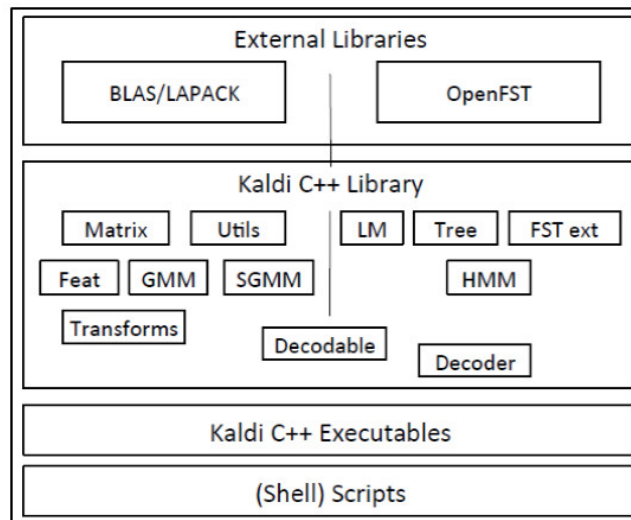 External Libraries
BLAS/LAPACK OpenFST
Kaldi C++ Library
Matrix Utils LM Tree FST ext
Feat GMM SGMM HMM
Transforms
Decodable
Decoder
Kaldi C++ Executables
(Shell) Scripts